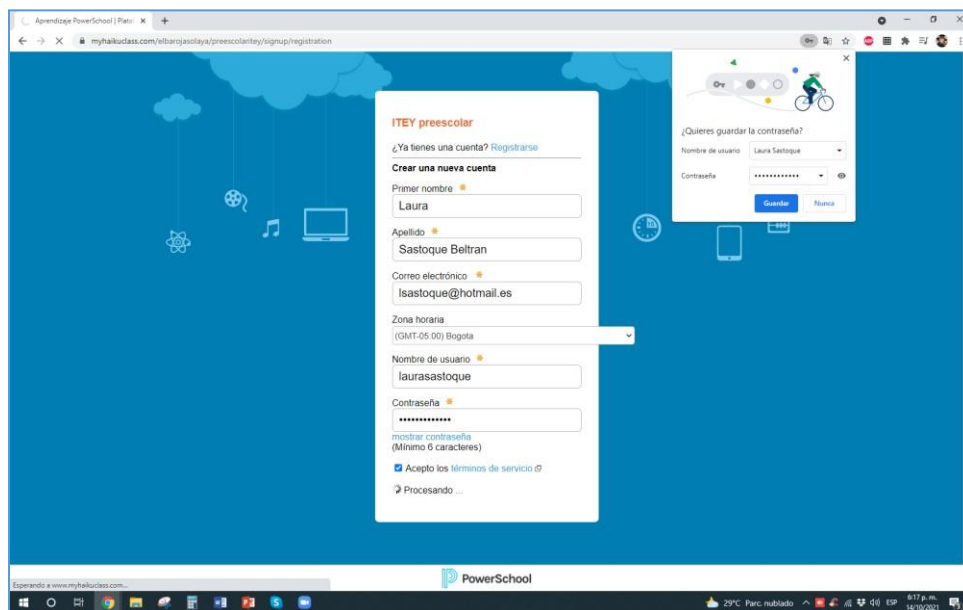 Aprendizaje PowerSchool | Platof
myhaikuclass.com/elbarojasolaya/preescolaritey/signup/registration
ITEY preescolar
¿Ya tienes una cuenta? Registrarse
Crear una nueva cuenta
Primer nombre
Laura
Apellido
Sastoque Beltran
Correo electrónico
lsastoque@hotmail.es
Zona horaria
(GMT-05:00) Bogota
Nombre de usuario
laurasastoque
Contraseña
•••••••••••••
mostrar contraseña
(Mínimo 6 caracteres)
Acepto los términos de servicio
Procesando ...
¿Quieres guardar la contraseña?
Nombre de usuario Laura Sastoque
Contraseña ••••••••••••
Guardar Nunca
Esperando a www.myhaikuclass.com...
PowerSchool
29°C Parc. nublado ESP 6:17 p. m.
14/10/2021